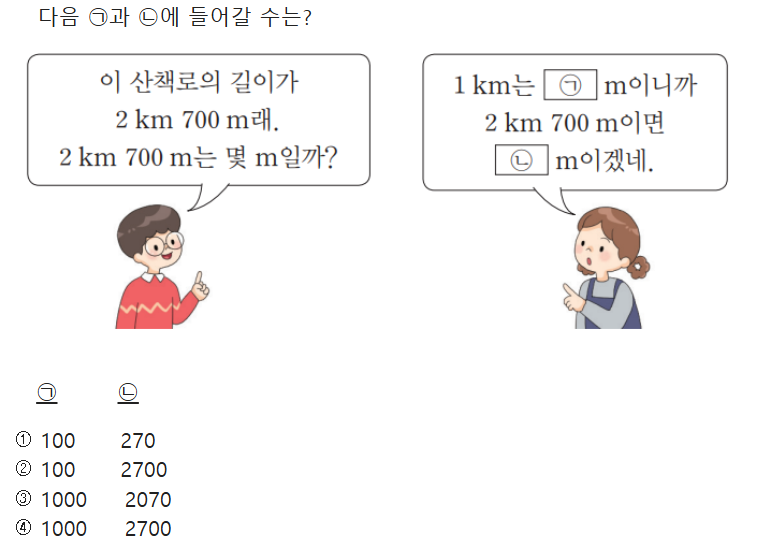 다음 ㉠과 ㉡에 들어갈 수는?
이 산책로의 길이가
2 km 700 m래.
2 km 700 m는 몇 m일까?
1 km는 ㉠ m이니까
2 km 700 m이면
㉡ m이겠네.
㉠ ㉡
① 100 270
② 100 2700
③ 1000 2070
④ 1000 2700